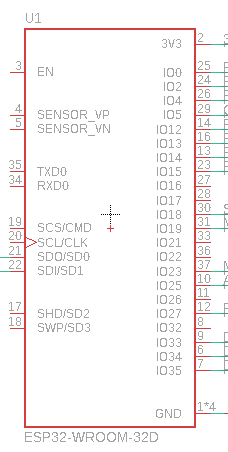 U1
3V3 2
3 EN IO0 25
IO2 24
IO4 26
4 SENSOR_VP IO5 29
5 SENSOR_VN IO12 14
IO13 16
IO14 13
35 TXD0 IO15 23
34 RXD0 IO16 27
IO17 28
IO18 30
19 SCS/CMD IO19 31
20 SCL/CLK IO21 33
21 SDO/SD0 IO22 36
22 SDI/SD1 IO23 37
IO25 10
IO26 11
17 SHD/SD2 IO27 12
18 SWP/SD3 IO32 8
IO33 9
IO34 6
IO35 7
GND 1*4
ESP32-WROOM-32D